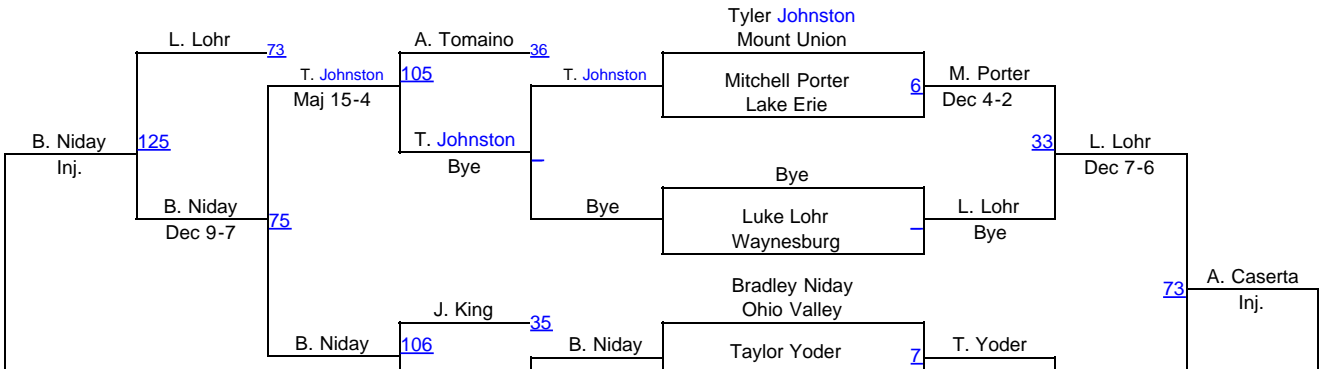 Tyler Johnston
L. Lohr 73 A. Tomaino 36 Mount Union
T. Johnston 105 T. Johnston Mitchell Porter 6 M. Porter
Maj 15-4 Lake Erie Dec 4-2
B. Niday 125 T. Johnston 33 L. Lohr
Inj. Bye Dec 7-6
Bye
B. Niday 75 Bye Luke Lohr L. Lohr
Dec 9-7 Waynesburg Bye
Bradley Niday 73 A. Caserta
J. King 35 Ohio Valley Inj.
B. Niday 106 B. Niday Taylor Yoder 7 T. Yoder